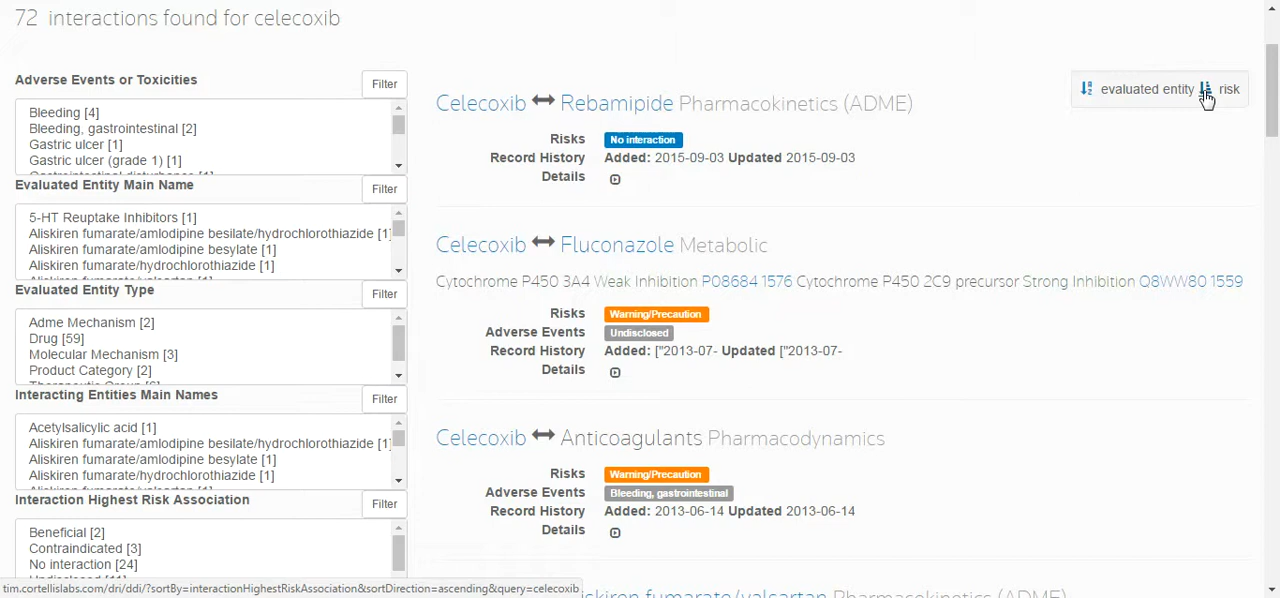 72 interactions found for celecoxib
evaluated entity risk
Adverse Events or Toxicities
Filter
Bleeding [4]
Bleeding, gastrointestinal [2]
Gastric ulcer [1]
Gastric ulcer (grade 1) [1]
Evaluated Entity Main Name
Filter
5-HT Reuptake Inhibitors [1]
Aliskiren fumarate/amlodipine besilate/hydrochlorothiazide [1]
Aliskiren fumarate/amlodipine besylate [1]
Aliskiren fumarate/hydrochlorothiazide [1]
Evaluated Entity Type
Filter
Adme Mechanism [2]
Drug [59]
Molecular Mechanism [3]
Product Category [2]
Interacting Entities Main Names
Filter
Acetylsalicylic acid [1]
Aliskiren fumarate/amlodipine besilate/hydrochlorothiazide [1]
Aliskiren fumarate/amlodipine besylate [1]
Aliskiren fumarate/hydrochlorothiazide [1]
Interaction Highest Risk Association
Filter
Beneficial [2]
Contraindicated [3]
No interaction [24]
Celecoxib ↔ Rebamipide Pharmacokinetics (ADME)
Risks No interaction
Record History Added: 2015-09-03 Updated 2015-09-03
Details
Celecoxib ↔ Fluconazole Metabolic
Cytochrome P450 3A4 Weak Inhibition P08684 1576 Cytochrome P450 2C9 precursor Strong Inhibition Q8WW80 1559
Risks Warning/Precaution
Adverse Events Undisclosed
Record History Added: ["2013-07- Updated ["2013-07-
Details
Celecoxib ↔ Anticoagulants Pharmacodynamics
Risks Warning/Precaution
Adverse Events Bleeding, gastrointestinal
Record History Added: 2013-06-14 Updated 2013-06-14
Details
fumarate/valsartan Pharmacokinetics (ADME)
tim.cortellislabs.com/dri/ddi/?sortBy=interactionHighestRiskAssociation&sortDirection=ascending&query=celecoxib